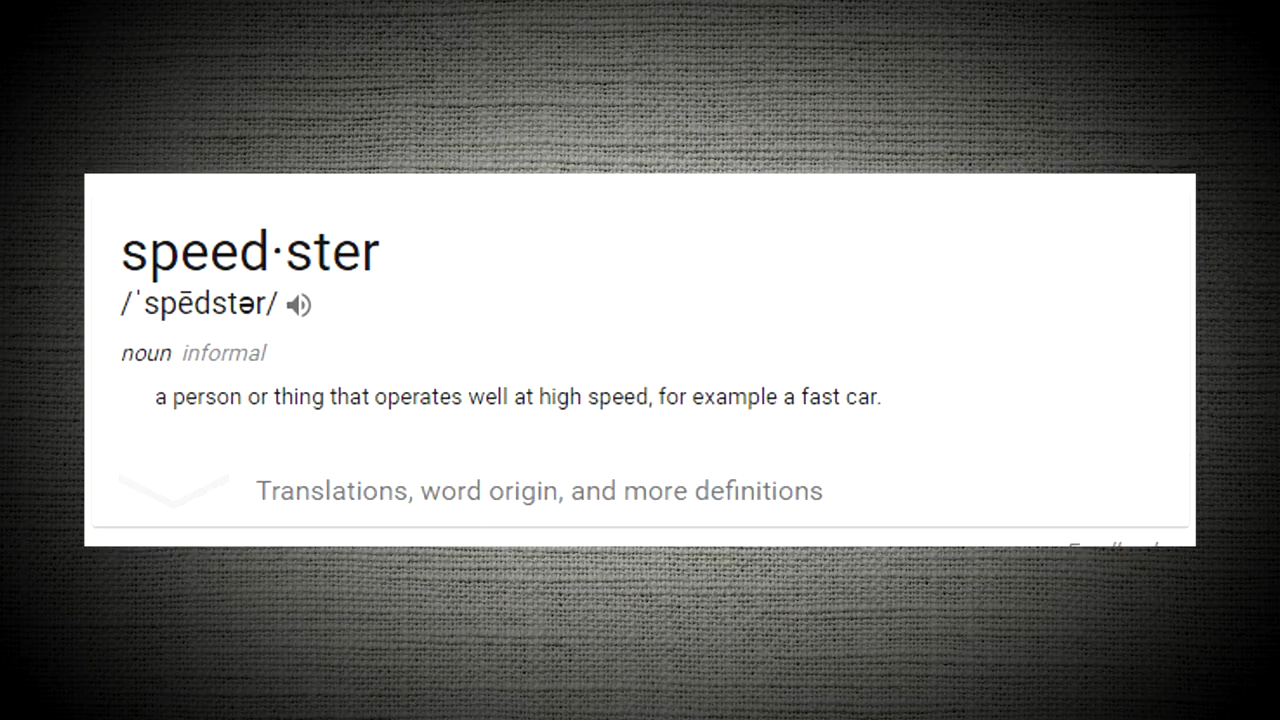 speed·ster
/ˈspēdstər/
noun informal
a person or thing that operates well at high speed, for example a fast car.
Translations, word origin, and more definitions